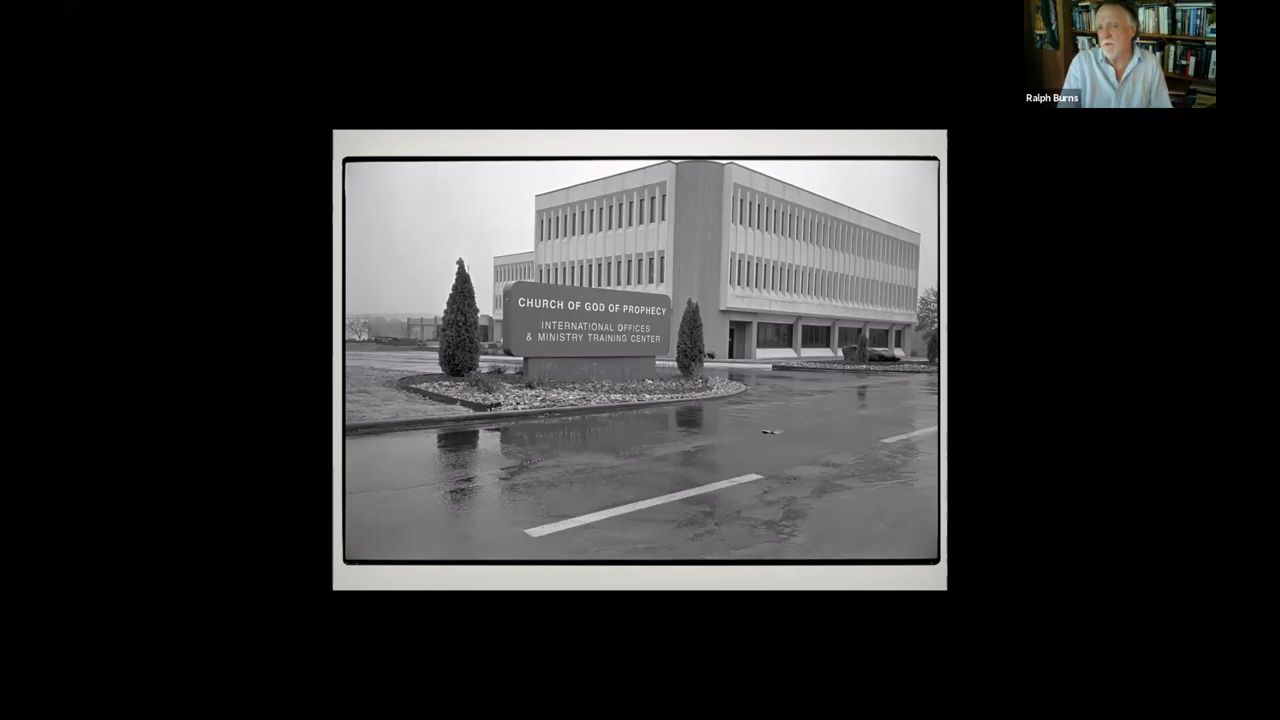 Ralph Burns
CHURCH OF GOD OF PROPHECY
INTERNATIONAL OFFICES
& MINISTRY TRAINING CENTER